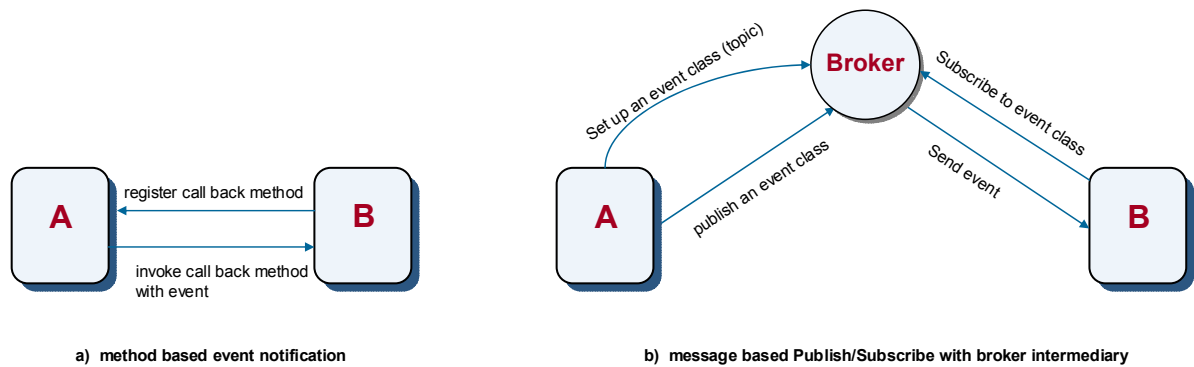 A
register call back method
B
invoke call back method
with event
a) method based event notification
Set up an event class (topic)
Broker
Subscribe to event class
publish an event class
Send event
A
B
b) message based Publish/Subscribe with broker intermediary